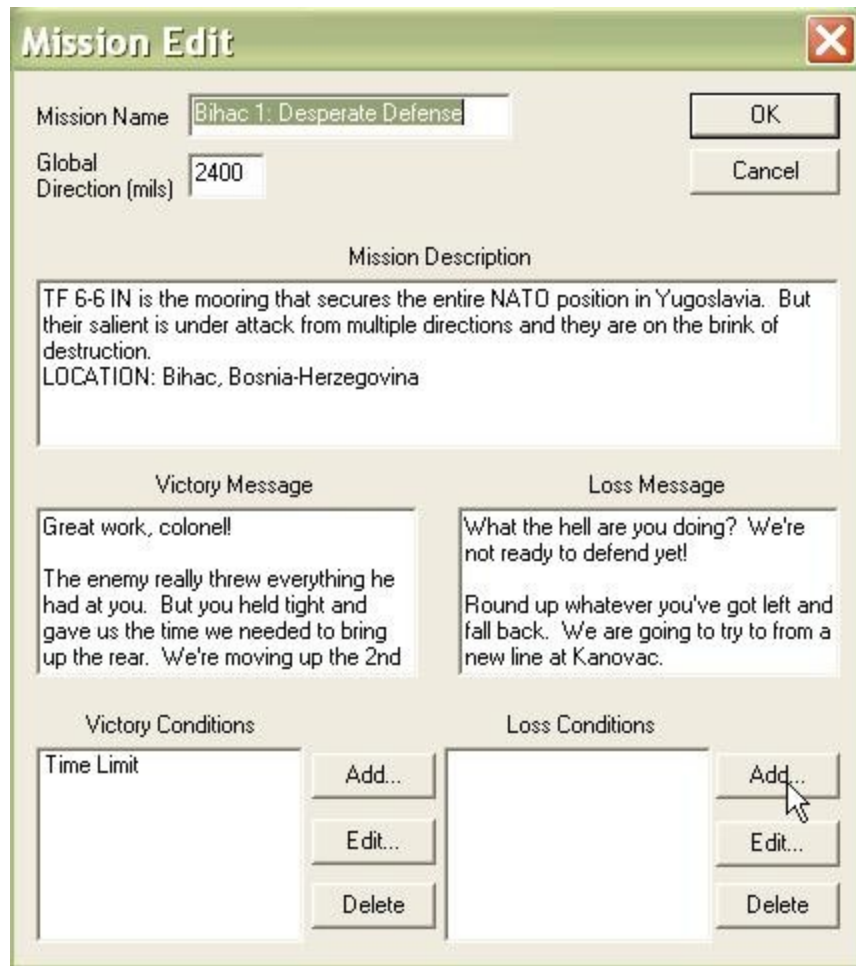 Mission Edit
Mission Name
Bihac 1: Desperate Defense
OK
Global
Direction (mils)
2400
Cancel
Mission Description
TF 6-6 IN is the mooring that secures the entire NATO position in Yugoslavia.  But
their salient is under attack from multiple directions and they are on the brink of
destruction.
LOCATION: Bihac, Bosnia-Herzegovina
Victory Message
Great work, colonel!
The enemy really threw everything he
had at you.  But you held tight and
gave us the time we needed to bring
up the rear.  We're moving up the 2nd
Loss Message
What the hell are you doing?  We're
not ready to defend yet!
Round up whatever you've got left and
fall back.  We are going to try to from a
new line at Kanovac.
Victory Conditions
Time Limit
Add...
Edit...
Delete
Loss Conditions
Add...
Edit...
Delete